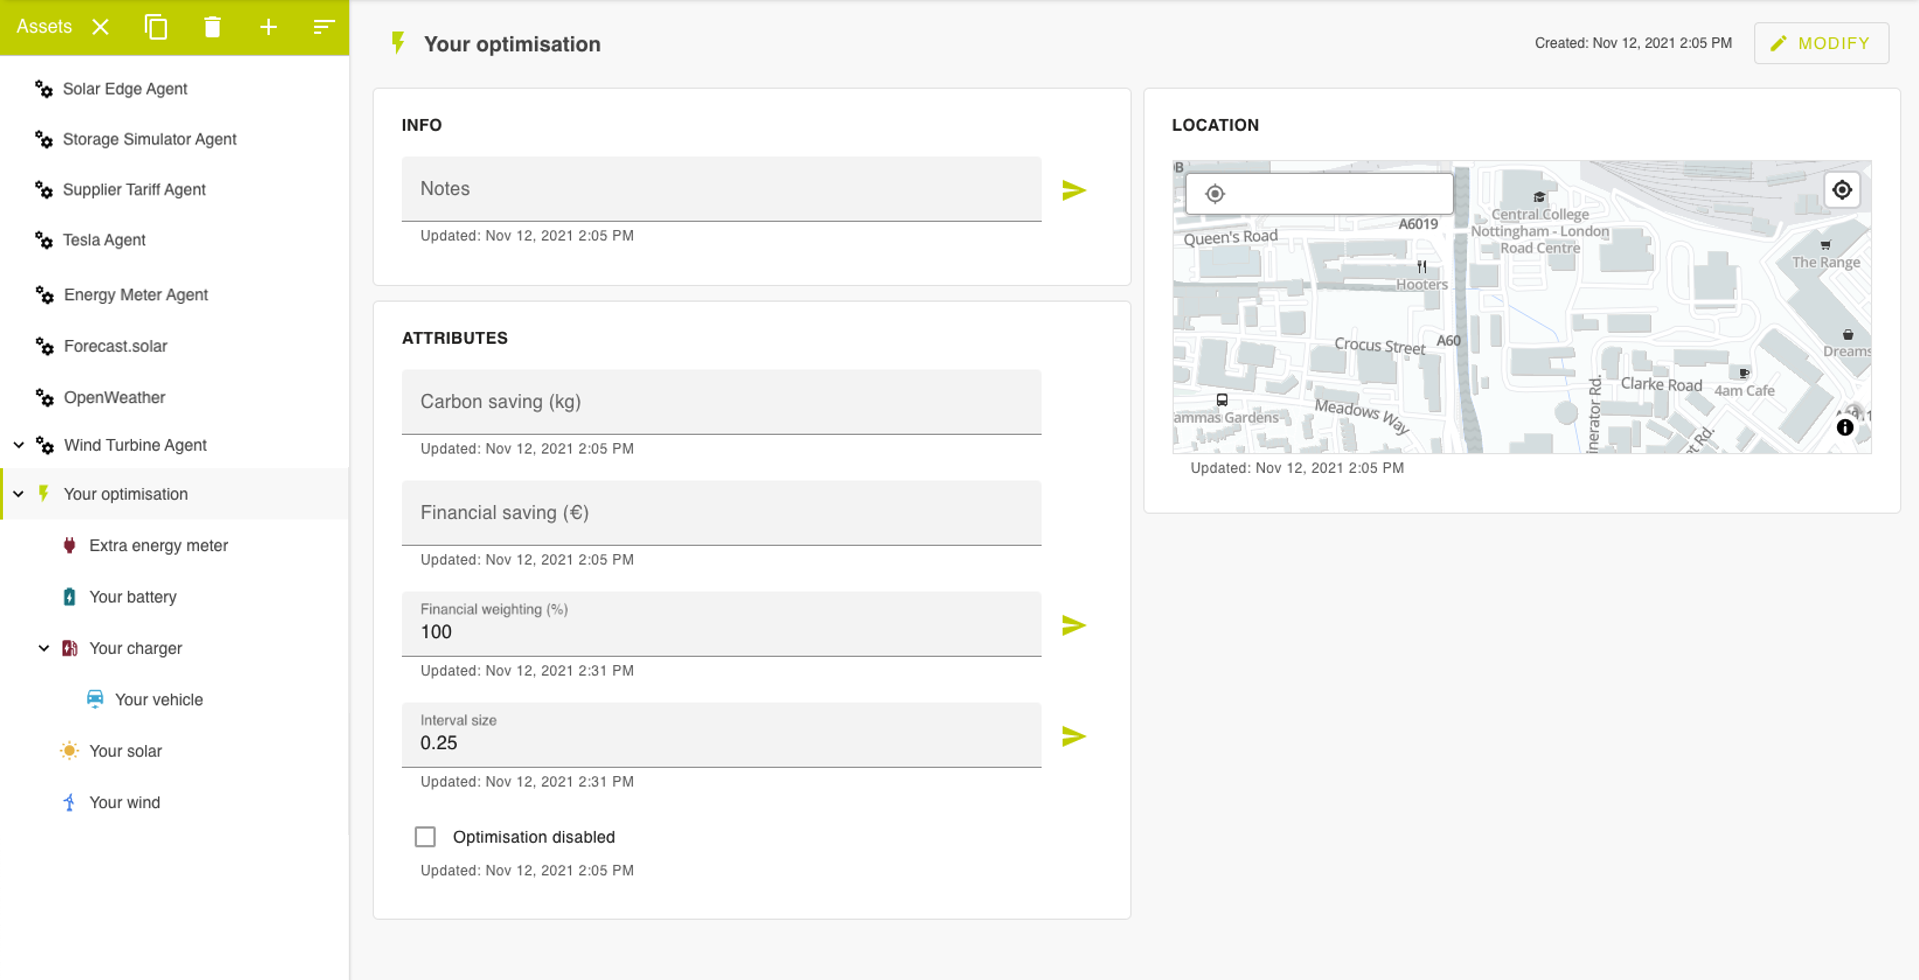 Assets
Solar Edge Agent
Storage Simulator Agent
Supplier Tariff Agent
Tesla Agent
Energy Meter Agent
Forecast.solar
OpenWeather
Wind Turbine Agent
Your optimisation
Extra energy meter
Your battery
Your charger
Your vehicle
Your solar
Your wind
Your optimisation
Created: Nov 12, 2021 2:05 PM
MODIFY
INFO
Notes
Updated: Nov 12, 2021 2:05 PM
ATTRIBUTES
Carbon saving (kg)
Updated: Nov 12, 2021 2:05 PM
Financial saving (€)
Updated: Nov 12, 2021 2:05 PM
Financial weighting (%)
100
Updated: Nov 12, 2021 2:31 PM
Interval size
0.25
Updated: Nov 12, 2021 2:31 PM
Optimisation disabled
Updated: Nov 12, 2021 2:05 PM
LOCATION
Queen's Road
A6019
Central College
Nottingham - London
Road Centre
The Range
Hooters
Crocus Street
A60
Dreams
Clarke Road
4am Cafe
ammas Gardens
Meadows Way
inerator Rd.
et Rd.
Updated: Nov 12, 2021 2:05 PM